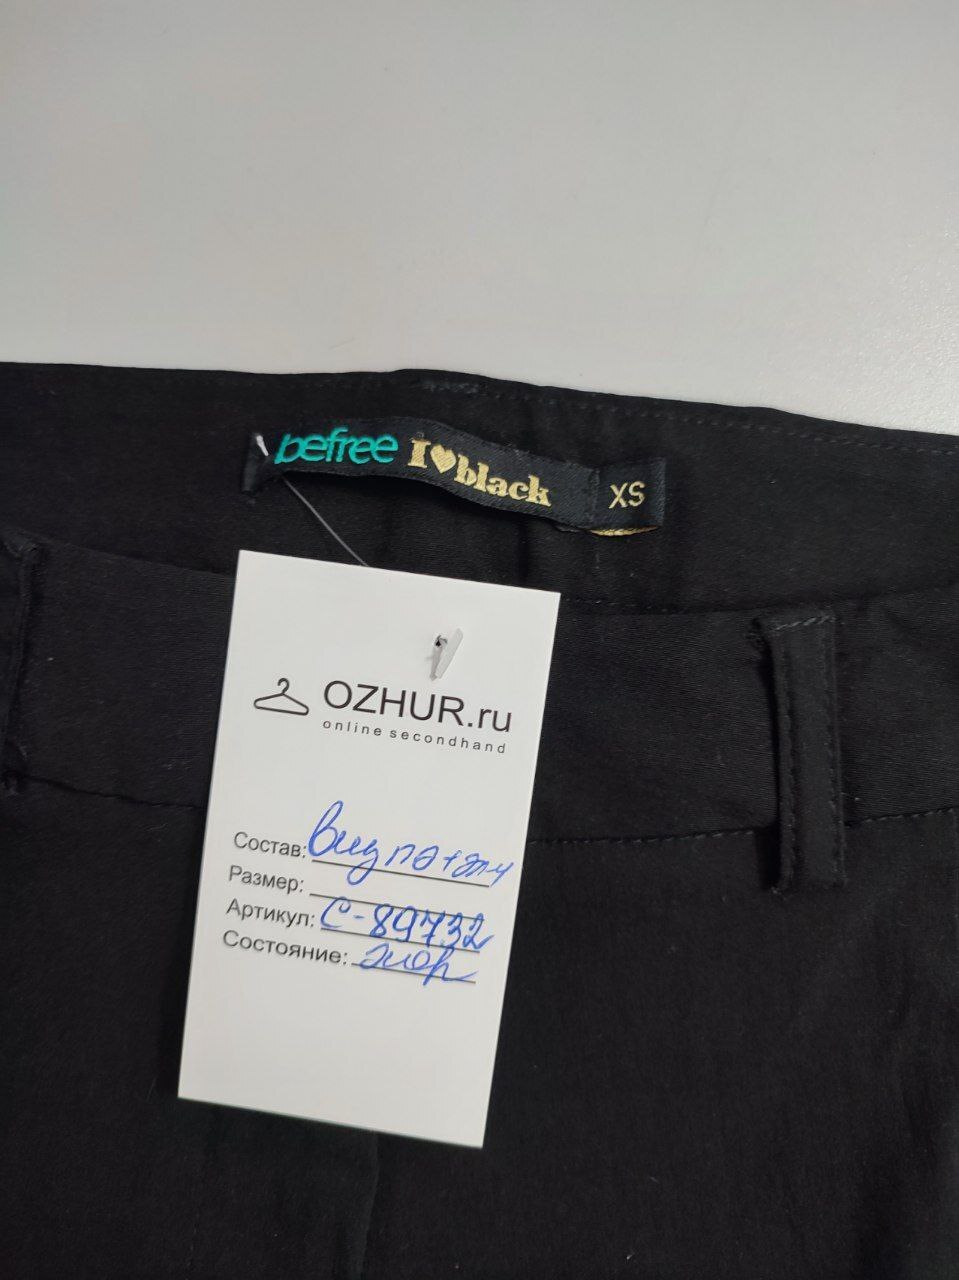 befree I♥black XS
OZHUR.ru
online secondhand
Состав:
Размер:
Артикул: С-89732
Состояние: хор